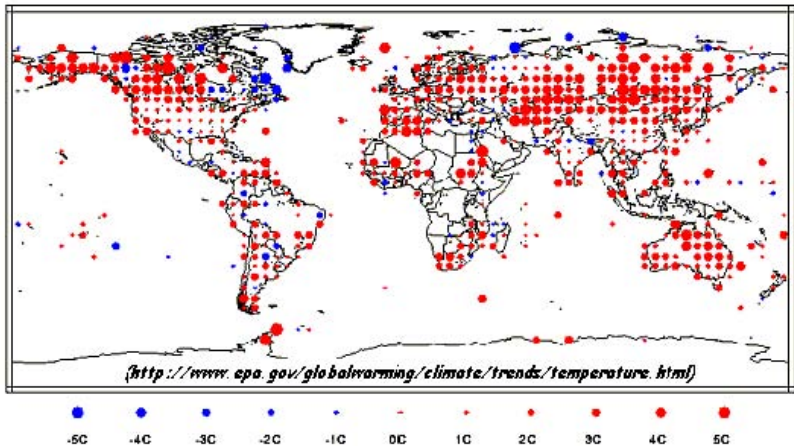 (http://www.epa.gov/globalwarming/climate/trends/temperature.html)
-5C -4C -3C -2C -1C 0C 1C 2C 3C 4C 5C